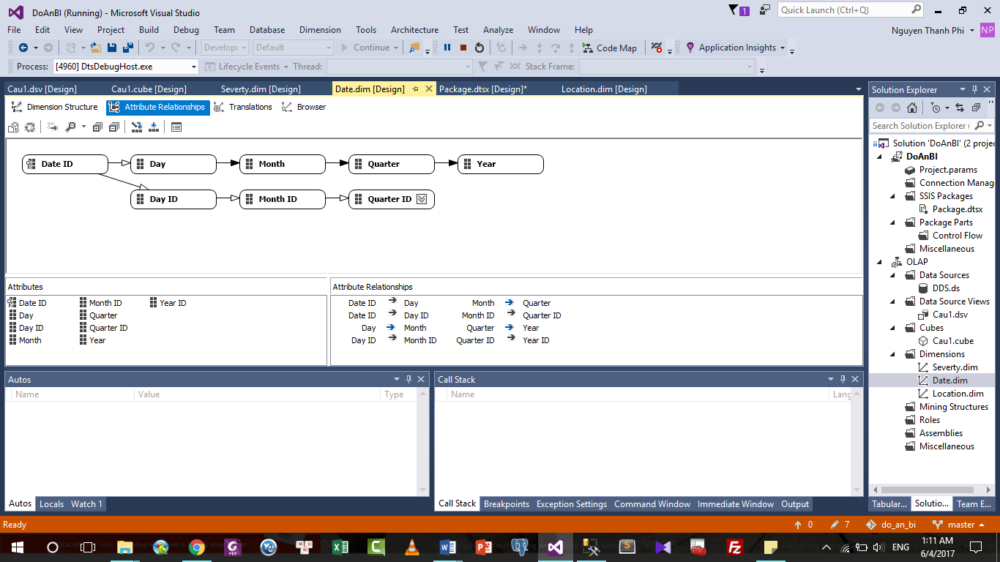 DoAnBI (Running) - Microsoft Visual Studio
1
Quick Launch (Ctrl+Q)
File Edit View Project Build Debug Team Database Dimension Tools Architecture Test Analyze Window Help
Nguyen Thanh Phi NP
Develop Default Continue Code Map Application Insights
Process: [4960] DtsDebugHost.exe Lifecycle Events Thread: Stack Frame:
Cau1.dsv [Design] Cau1.cube [Design] Severty.dim [Design] Date.dim [Design] Package.dtsx [Design]* Location.dim [Design]
Dimension Structure Attribute Relationships Translations Browser
Date ID Day Month Quarter Year
Day ID Month ID Quarter ID
Attributes
Date ID Month ID Year ID
Day Quarter
Day ID Quarter ID
Month Year
Attribute Relationships
Date ID Day Month Quarter
Date ID Day ID Month ID Quarter ID
Day Month Quarter Year
Day ID Month ID Quarter ID Year ID
Autos
Name Value Type
Autos Locals Watch 1
Call Stack
Name Lang
Call Stack Breakpoints Exception Settings Command Window Immediate Window Output
Solution Explorer
Search Solution Explorer (
Solution 'DoAnBI' (2 projec
DoAnBI
Project.params
Connection Manag
SSIS Packages
Package.dtsx
Package Parts
Control Flow
Miscellaneous
OLAP
Data Sources
DDS.ds
Data Source Views
Cau1.dsv
Cubes
Cau1.cube
Dimensions
Severty.dim
Date.dim
Location.dim
Mining Structures
Roles
Assemblies
Miscellaneous
Tabular... Solutio... Team E...
Ready 0 7 do_an_bi master
ENG
1:11 AM
6/4/2017